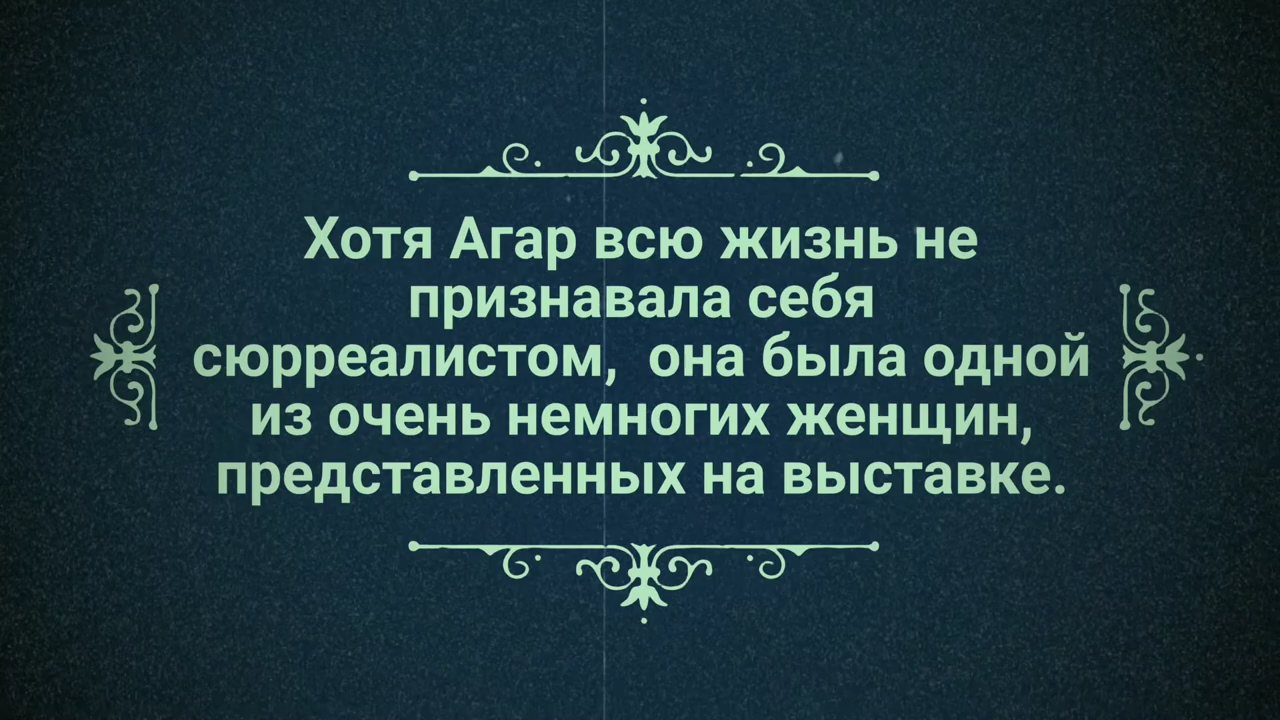 Хотя Агар всю жизнь не
признавала себя
сюрреалистом,  она была одной
из очень немногих женщин,
представленных на выставке.